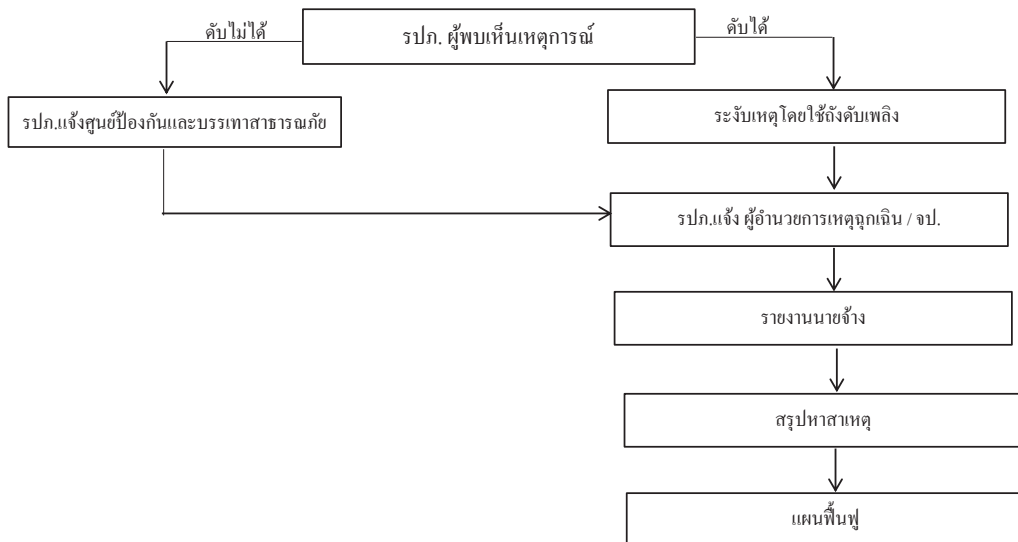 รปภ. ผู้พบเห็นเหตุการณ์
ดับไม่ได้
ดับได้
รปภ.แจ้งศูนย์ป้องกันและบรรเทาสาธารณภัย
ระงับเหตุโดยใช้ถังดับเพลิง
รปภ.แจ้ง ผู้อำนวยการเหตุฉุกเฉิน / จป.
รายงานนายจ้าง
สรุปหาสาเหตุ
แผนฟื้นฟู